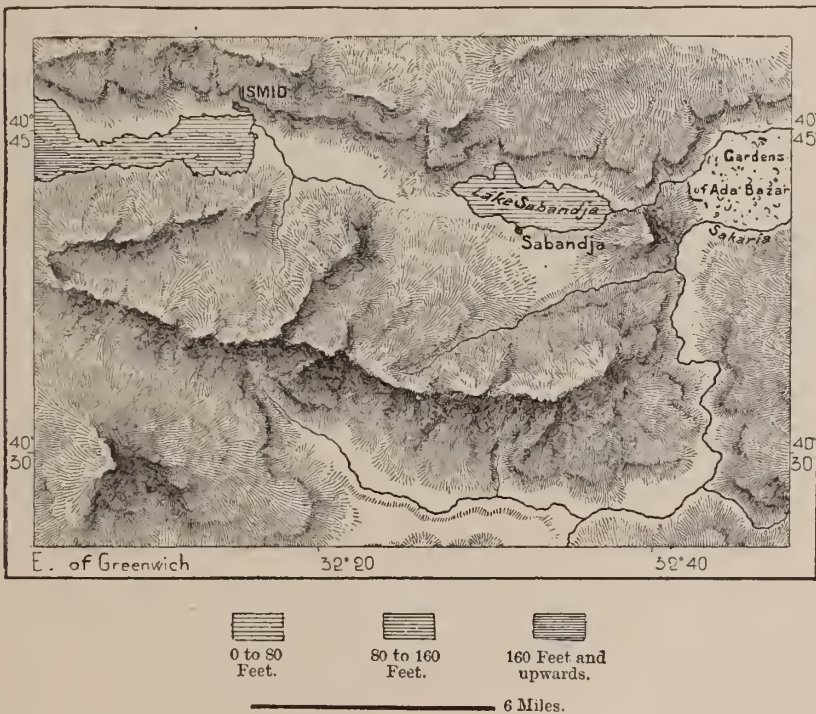 ISMID
40°
45'
40°
45'
Gardens
of Ada Bazar
Lake Sabandja
Sabandja
Sakaria
40°
30'
40°
30'
E. of Greenwich
32°20
32°40
0 to 80
Feet.
80 to 160
Feet.
160 Feet and
upwards.
6 Miles.